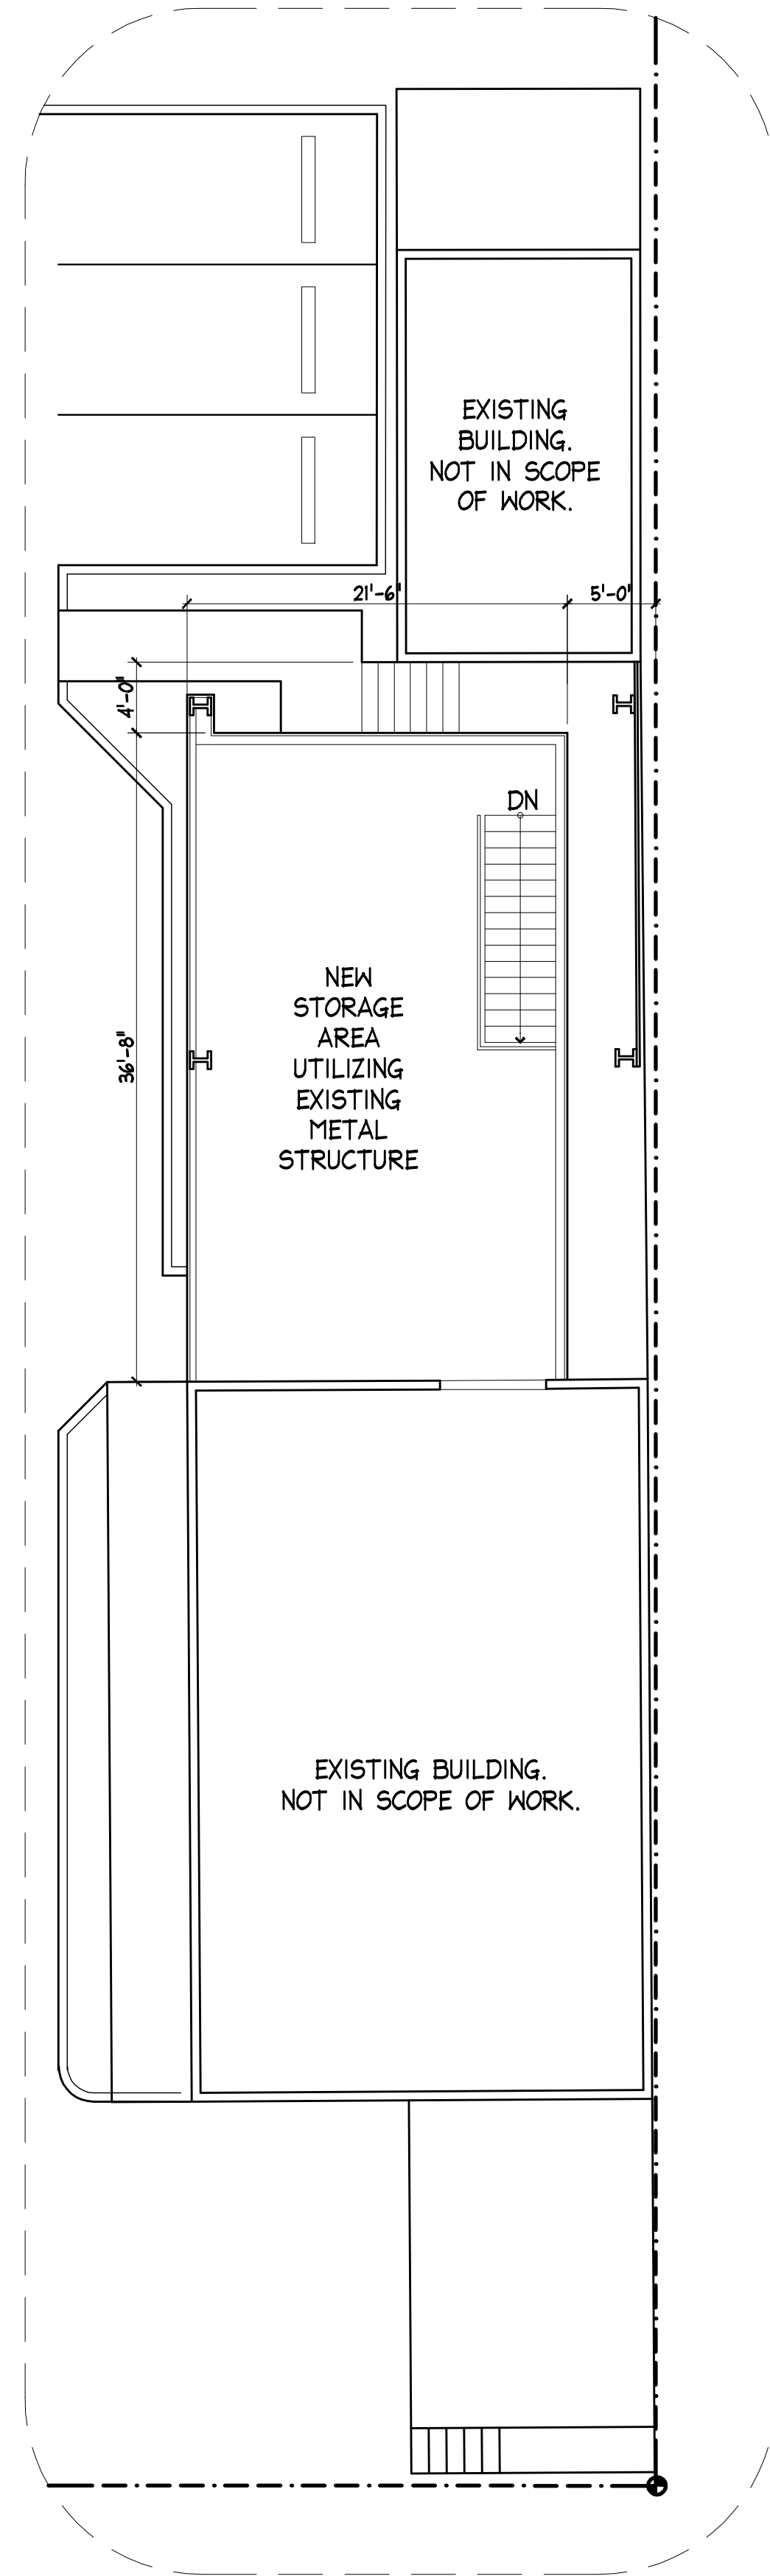 EXISTING
BUILDING.
NOT IN SCOPE
OF WORK.
21'-6"
5'-0"
4'-0"
DN
NEW
STORAGE
AREA
UTILIZING
EXISTING
METAL
STRUCTURE
36'-8"
EXISTING BUILDING.
NOT IN SCOPE OF WORK.